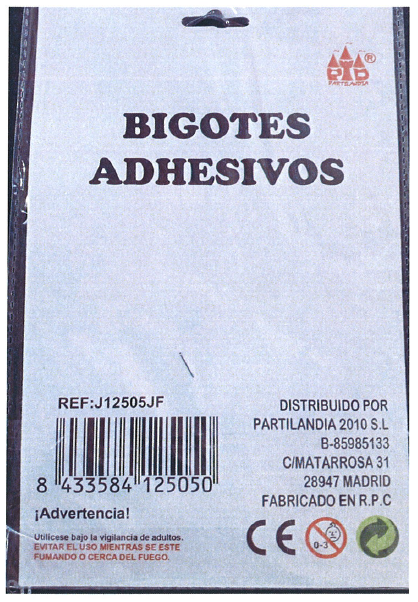 PTD ®
PARTILANDIA
BIGOTES
ADHESIVOS
REF:J12505JF
8 433584 125050
¡Advertencia!
Utilícese bajo la vigilancia de adultos.
EVITAR EL USO MIENTRAS SE ESTE
FUMANDO O CERCA DEL FUEGO.
DISTRIBUIDO POR
PARTILANDIA 2010 S.L
B-85985133
C/MATARROSA 31
28947 MADRID
FABRICADO EN R.P.C
CE
0-3